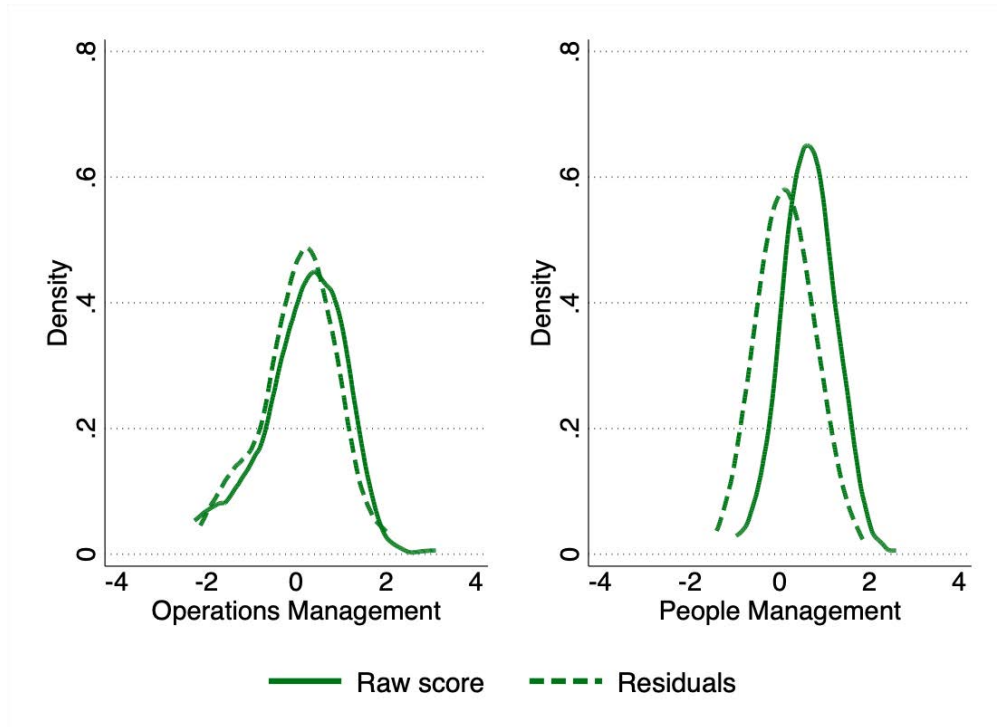 Density
.8
.6
.4
.2
0
-4 -2 0 2 4
Operations Management
Density
.8
.6
.4
.2
0
-4 -2 0 2 4
People Management
Raw score Residuals